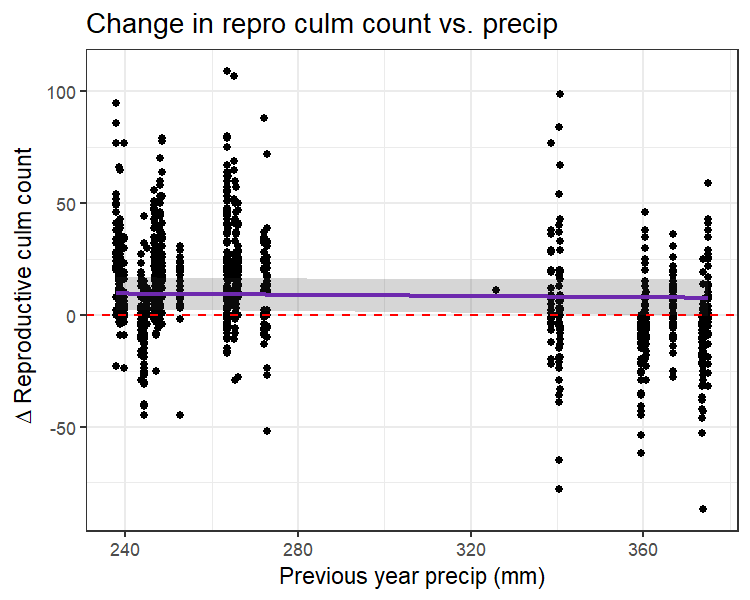 Change in repro culm count vs. precip
Δ Reproductive culm count
100
50
0
-50
240
280
320
360
Previous year precip (mm)